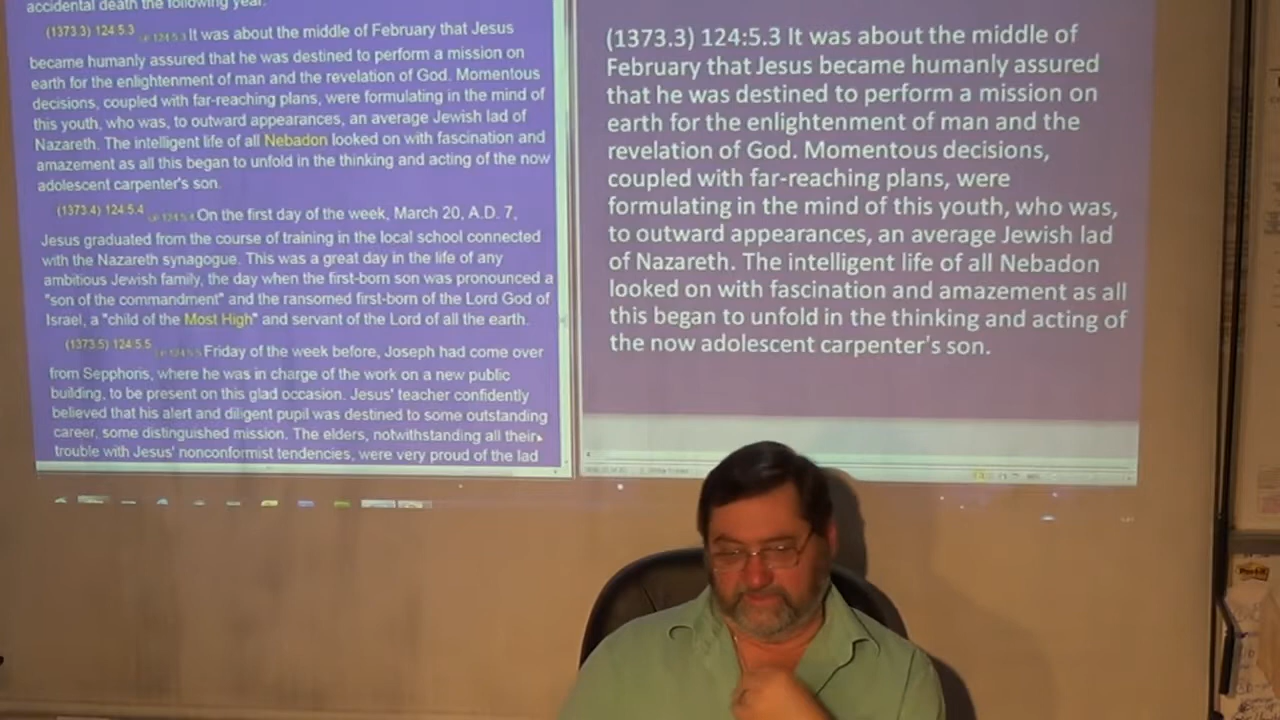 accidental death the following year.
(1373.3) 124:5.3 It was about the middle of February that Jesus
became humanly assured that he was destined to perform a mission on
earth for the enlightenment of man and the revelation of God. Momentous
decisions, coupled with far-reaching plans, were formulating in the mind of
this youth, who was, to outward appearances, an average Jewish lad of
Nazareth. The intelligent life of all Nebadon looked on with fascination and
amazement as all this began to unfold in the thinking and acting of the now
adolescent carpenter's son.
(1373.4) 124:5.4 On the first day of the week, March 20, A.D. 7,
Jesus graduated from the course of training in the local school connected
with the Nazareth synagogue. This was a great day in the life of any
ambitious Jewish family, the day when the first-born son was pronounced a
"son of the commandment" and the ransomed first-born of the Lord God of
Israel, a "child of the Most High" and servant of the Lord of all the earth.
(1373.5) 124:5.5 Friday of the week before, Joseph had come over
from Sepphoris, where he was in charge of the work on a new public
building, to be present on this glad occasion. Jesus' teacher confidently
believed that his alert and diligent pupil was destined to some outstanding
career, some distinguished mission. The elders, notwithstanding all their
trouble with Jesus' nonconformist tendencies, were very proud of the lad
(1373.3) 124:5.3 It was about the middle of
February that Jesus became humanly assured
that he was destined to perform a mission on
earth for the enlightenment of man and the
revelation of God. Momentous decisions,
coupled with far-reaching plans, were
formulating in the mind of this youth, who was,
to outward appearances, an average Jewish lad
of Nazareth. The intelligent life of all Nebadon
looked on with fascination and amazement as all
this began to unfold in the thinking and acting of
the now adolescent carpenter's son.
Post-it